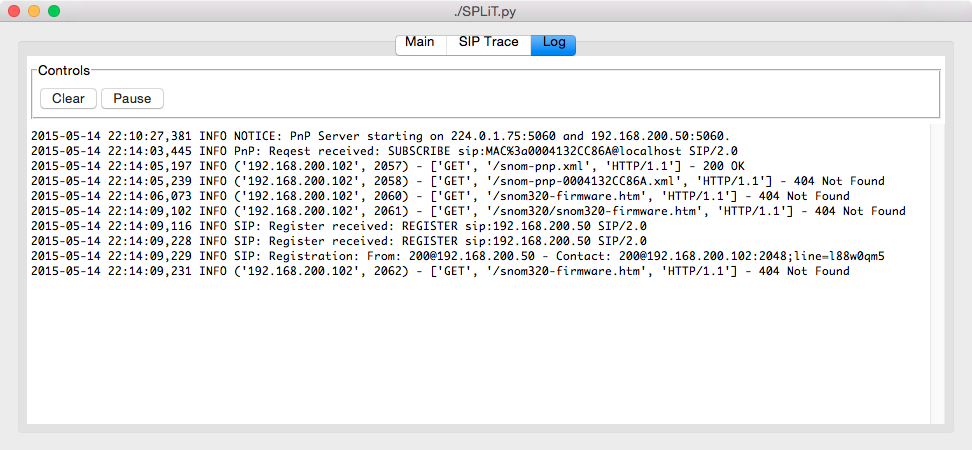 ./SPLiT.py
Main SIP Trace Log
Controls
Clear Pause
2015-05-14 22:10:27,381 INFO NOTICE: PnP Server starting on 224.0.1.75:5060 and 192.168.200.50:5060.
2015-05-14 22:14:03,445 INFO PnP: Reqest received: SUBSCRIBE sip:MAC%3a0004132CC86A@localhost SIP/2.0
2015-05-14 22:14:05,197 INFO ('192.168.200.102', 2057) - ['GET', '/snom-pnp.xml', 'HTTP/1.1'] - 200 OK
2015-05-14 22:14:05,239 INFO ('192.168.200.102', 2058) - ['GET', '/snom-pnp-0004132CC86A.xml', 'HTTP/1.1'] - 404 Not Found
2015-05-14 22:14:06,073 INFO ('192.168.200.102', 2060) - ['GET', '/snom320-firmware.htm', 'HTTP/1.1'] - 404 Not Found
2015-05-14 22:14:09,102 INFO ('192.168.200.102', 2061) - ['GET', '/snom320/snom320-firmware.htm', 'HTTP/1.1'] - 404 Not Found
2015-05-14 22:14:09,116 INFO SIP: Register received: REGISTER sip:192.168.200.50 SIP/2.0
2015-05-14 22:14:09,228 INFO SIP: Register received: REGISTER sip:192.168.200.50 SIP/2.0
2015-05-14 22:14:09,229 INFO SIP: Registration: From: 200@192.168.200.50 - Contact: 200@192.168.200.102:2048;line=l88w0qm5
2015-05-14 22:14:09,231 INFO ('192.168.200.102', 2062) - ['GET', '/snom320-firmware.htm', 'HTTP/1.1'] - 404 Not Found